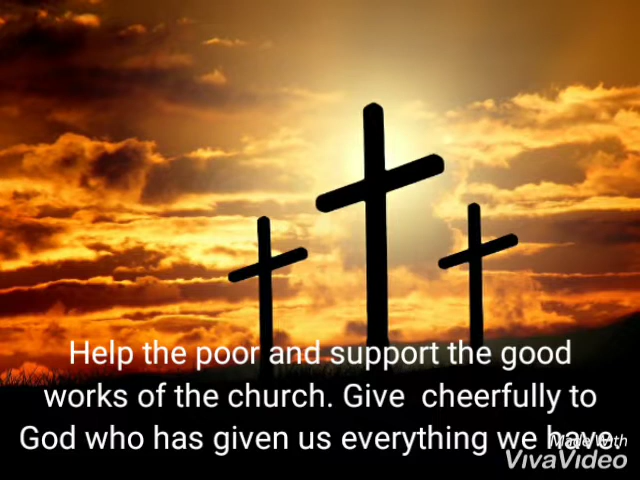 Help the poor and support the good
works of the church. Give  cheerfully to
God who has given us everything we have.
Made With
VivaVideo